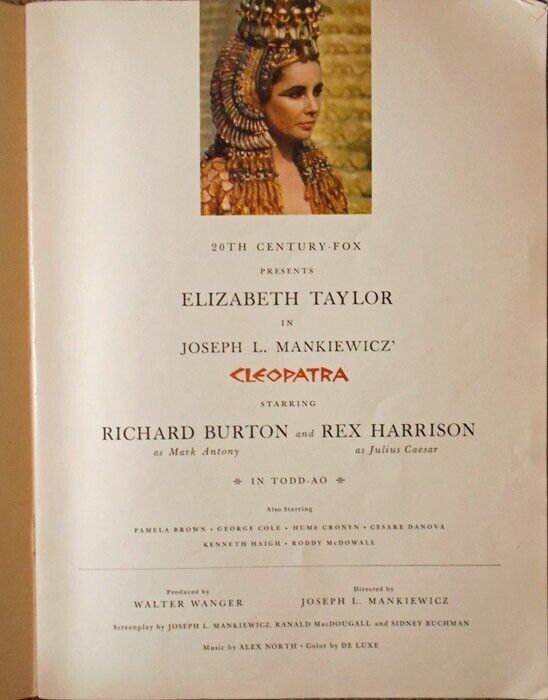 20TH CENTURY-FOX
PRESENTS
ELIZABETH TAYLOR
IN
JOSEPH L. MANKIEWICZ'
CLEOPATRA
STARRING
RICHARD BURTON and REX HARRISON
as Mark Antony as Julius Caesar
* IN TODD-AO *
Also Starring
PAMELA BROWN • GEORGE COLE • HUME CRONYN • CESARE DANOVA
KENNETH HAIGH • RODDY McDOWALL
Produced by Directed by
WALTER WANGER JOSEPH L. MANKIEWICZ
Screenplay by JOSEPH L. MANKIEWICZ, RANALD MacDOUGALL and SIDNEY BUCHMAN
Music by ALEX NORTH • Color by DE LUXE